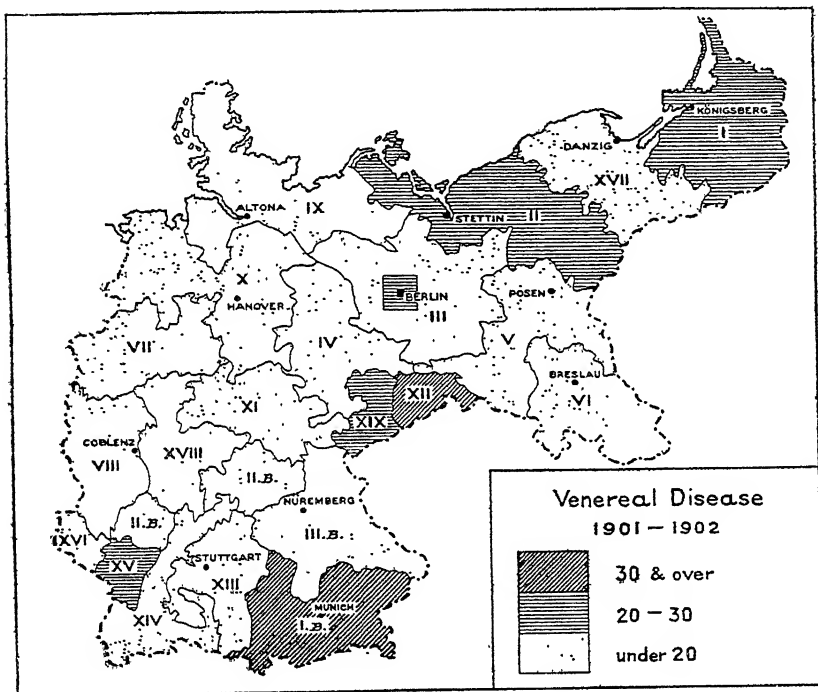 KÖNIGSBERG
I
DANZIG
XVII
ALTONA
IX
STETTIN
II
X
HANOVER
BERLIN
III
POSEN
VII
IV
V
BRESLAU
VI
XI
XII
XIX
COBLENZ
VIII
XVIII
II.B.
NUREMBERG
II.B.
III.B.
XVI
XV
STUTTGART
XIII
XIV
MUNICH
I.B.
Venereal Disease
1901–1902
30 & over
20–30
under 20